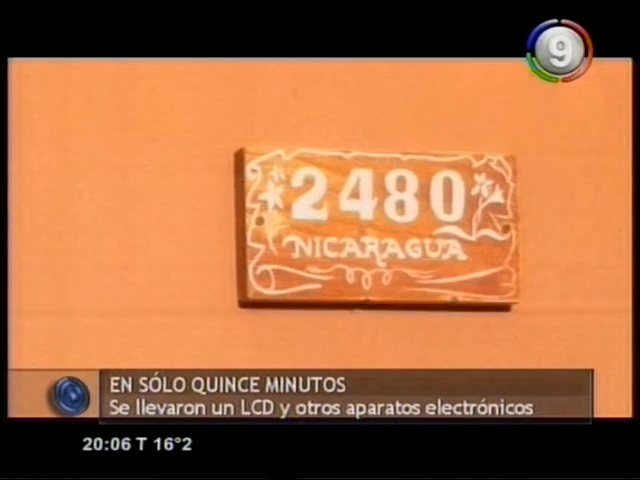 9
2480
NICARAGUA
EN SÓLO QUINCE MINUTOS
Se llevaron un LCD y otros aparatos electrónicos
20:06 T 16°2